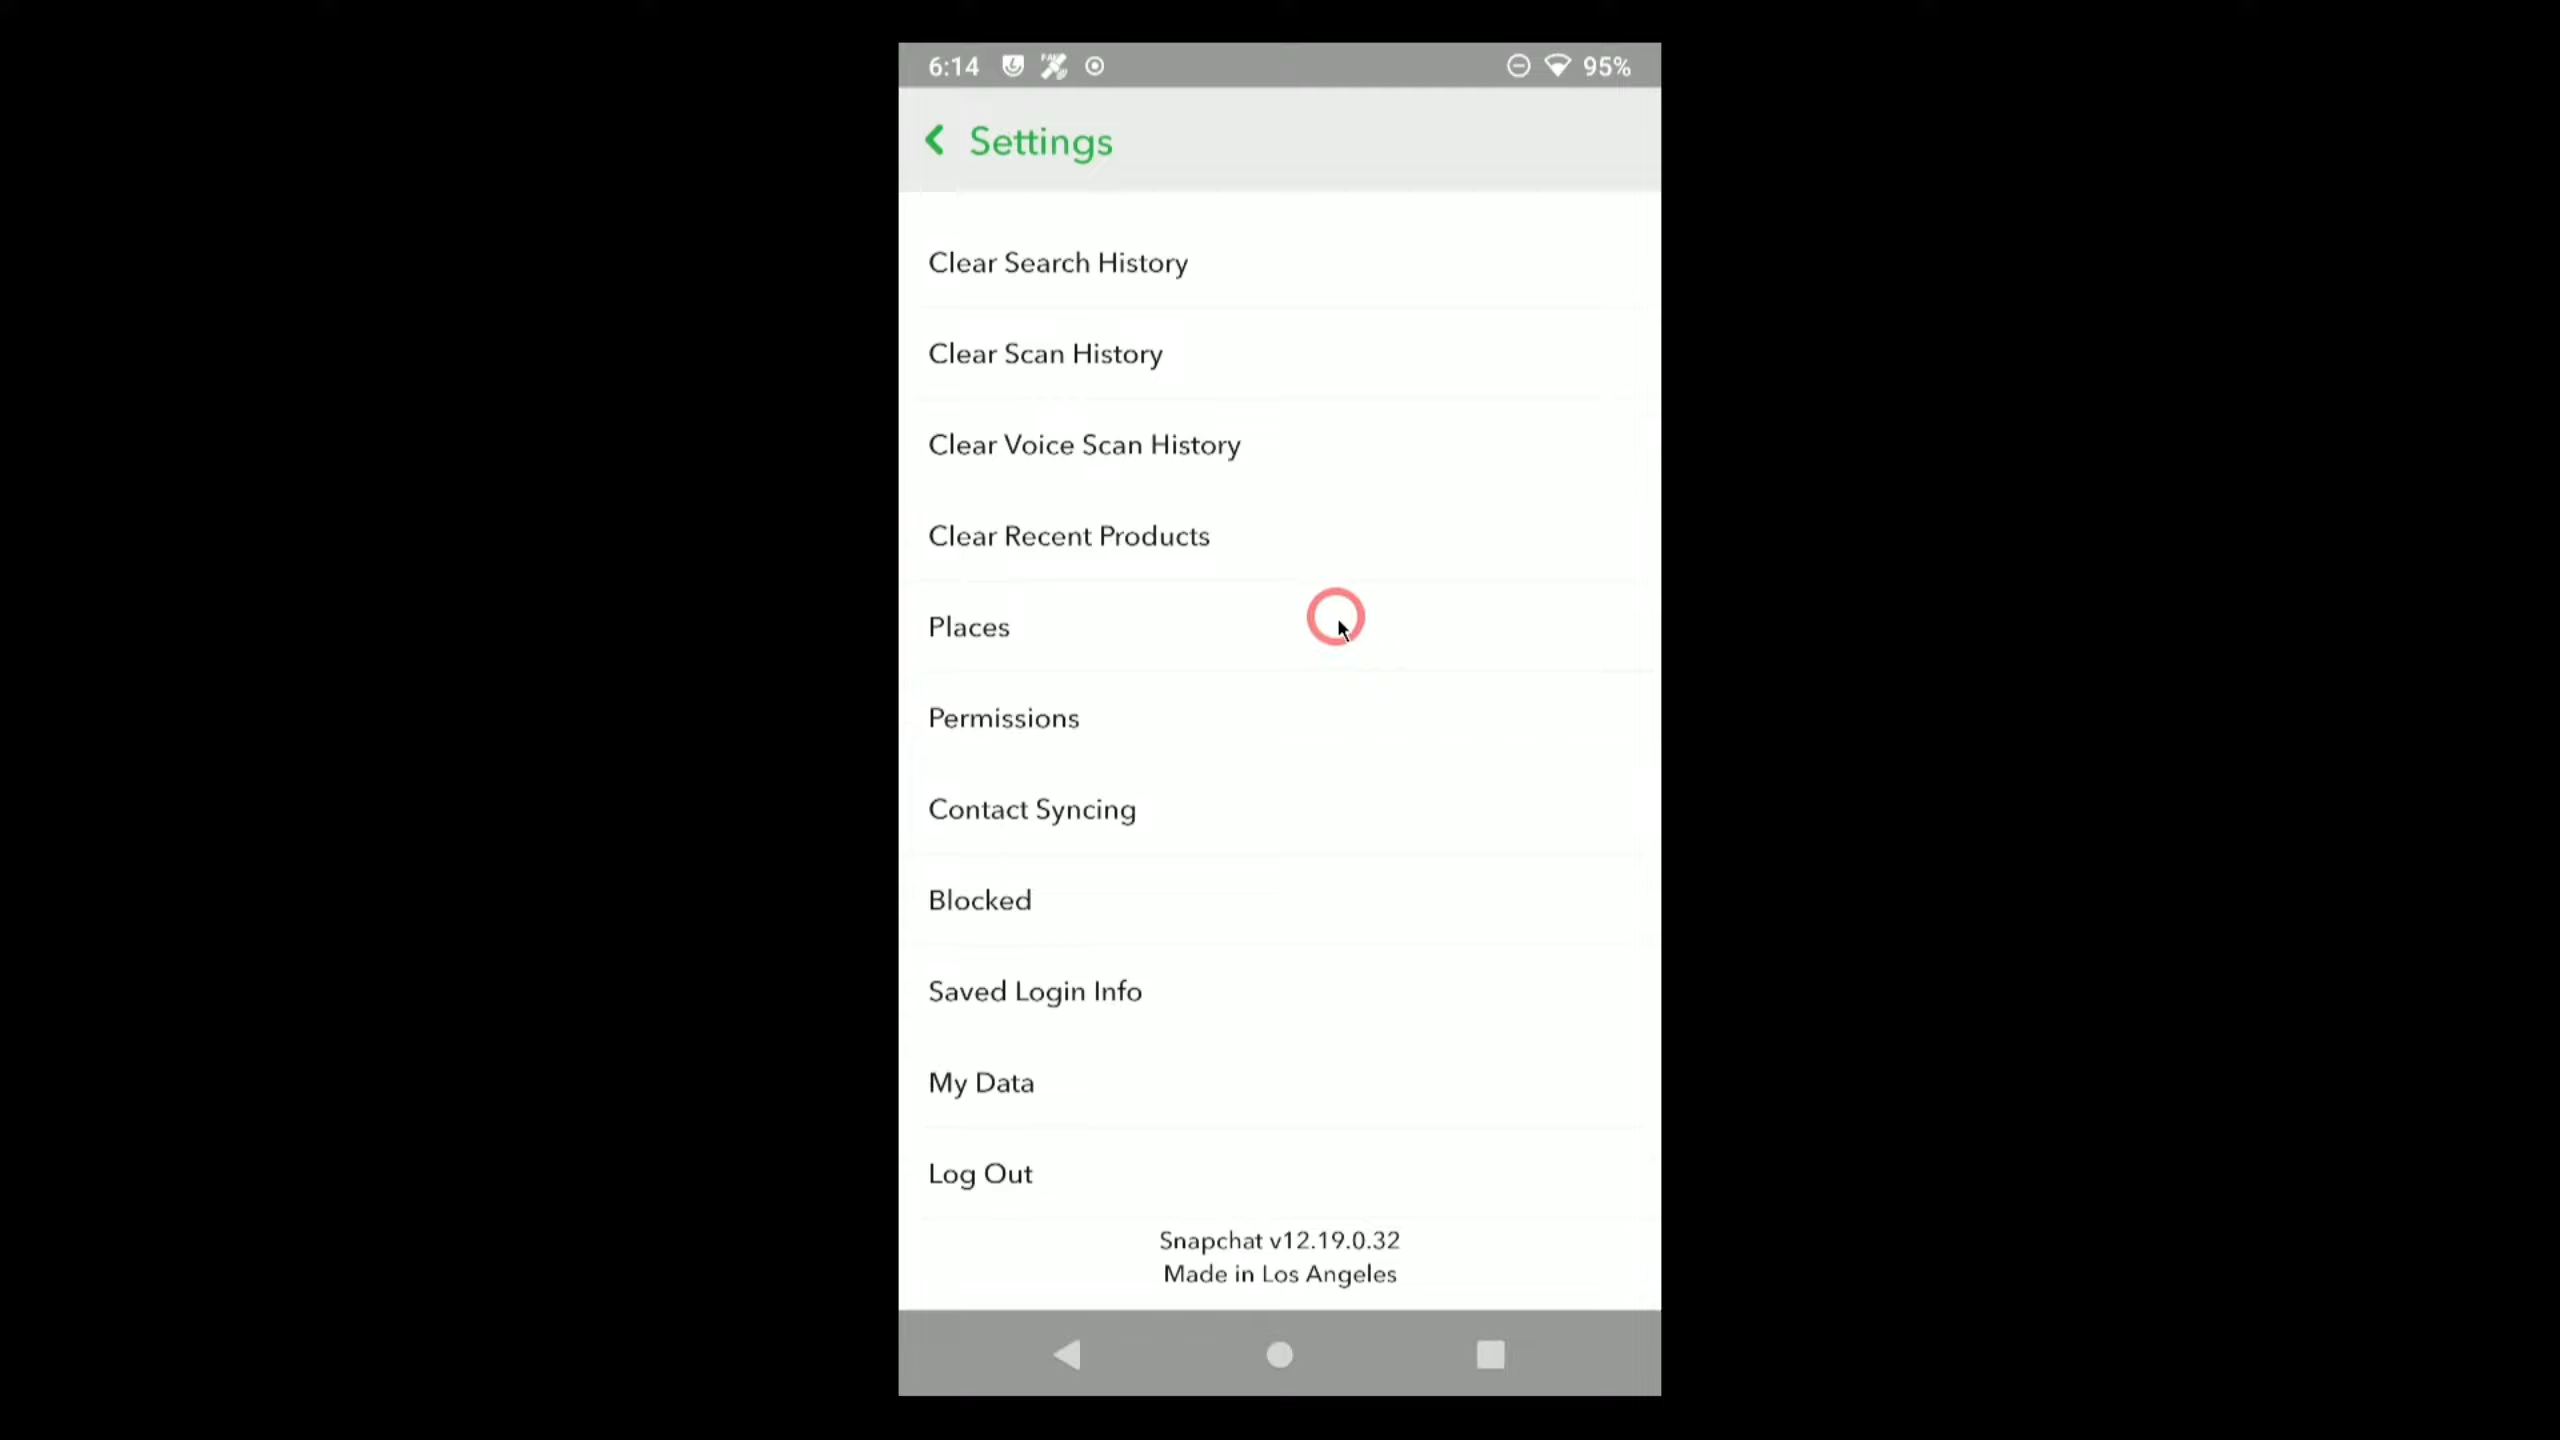 6:14
95%
Settings
Clear Search History
Clear Scan History
Clear Voice Scan History
Clear Recent Products
Places
Permissions
Contact Syncing
Blocked
Saved Login Info
My Data
Log Out
Snapchat v12.19.0.32
Made in Los Angeles